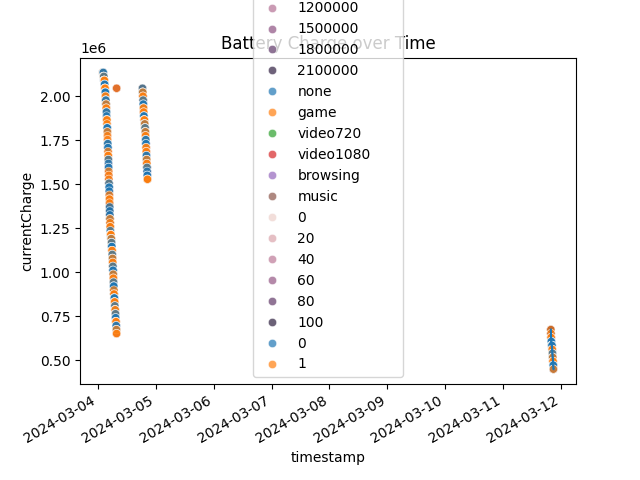 1200000
1500000
Battery Charge over Time
1800000
1e6
2100000
none
game
video720
video1080
browsing
music
0
20
40
60
80
100
0
1
2.00
1.75
1.50
1.25
1.00
0.75
0.50
currentCharge
2024-03-04
2024-03-05
2024-03-06
2024-03-07
2024-03-08
2024-03-09
2024-03-10
2024-03-11
2024-03-12
timestamp